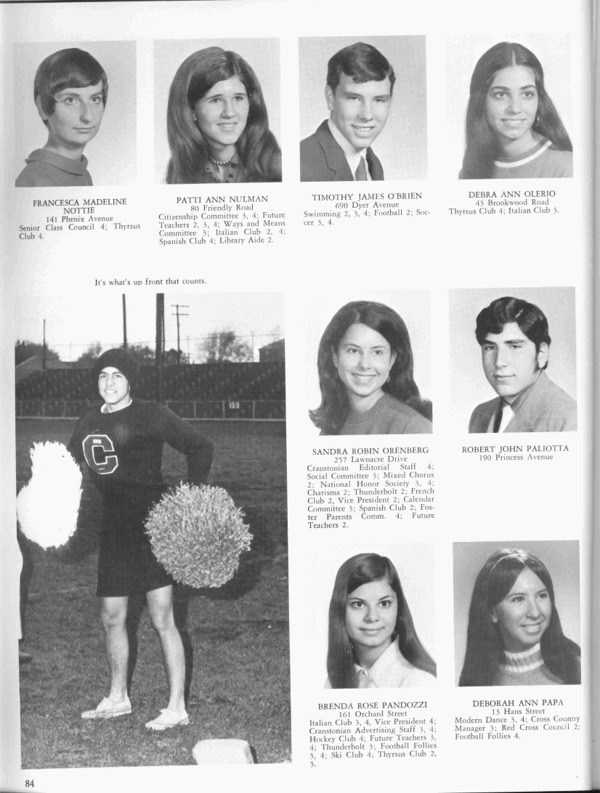 FRANCESCA MADELINE
NOTTIE
141 Phenix Avenue
Senior Class Council 4; Thyrsus
Club 4.
PATTI ANN NULMAN
80 Friendly Road
Citizenship Committee 3, 4; Future
Teachers 2, 3, 4; Ways and Means
Committee 3; Italian Club 2, 4;
Spanish Club 4; Library Aide 2.
TIMOTHY JAMES O'BRIEN
690 Dyer Avenue
Swimming 2, 3, 4; Football 2; Soc-
cer 3, 4.
DEBRA ANN OLERIO
43 Brookwood Road
Thyrsus Club 4; Italian Club 3.
It's what's up front that counts.
C
SANDRA ROBIN ORENBERG
257 Lawnacre Drive
Cranstonian Editorial Staff 4;
Social Committee 3; Mixed Chorus
2; National Honor Society 3, 4;
Charisma 2; Thunderbolt 2; French
Club 2, Vice President 2; Calendar
Committee 3; Spanish Club 2; Fos-
ter Parents Comm. 4; Future
Teachers 2.
ROBERT JOHN PALIOTTA
190 Princess Avenue
BRENDA ROSE PANDOZZI
161 Orchard Street
Italian Club 3, 4, Vice President 4;
Cranstonian Advertising Staff 3, 4;
Hockey Club 4; Future Teachers 3,
4; Thunderbolt 3; Football Follies
3, 4; Ski Club 4; Thyrsus Club 2,
3.
DEBORAH ANN PAPA
13 Hans Street
Modern Dance 3, 4; Cross Country
Manager 3; Red Cross Council 2;
Football Follies 4.
84